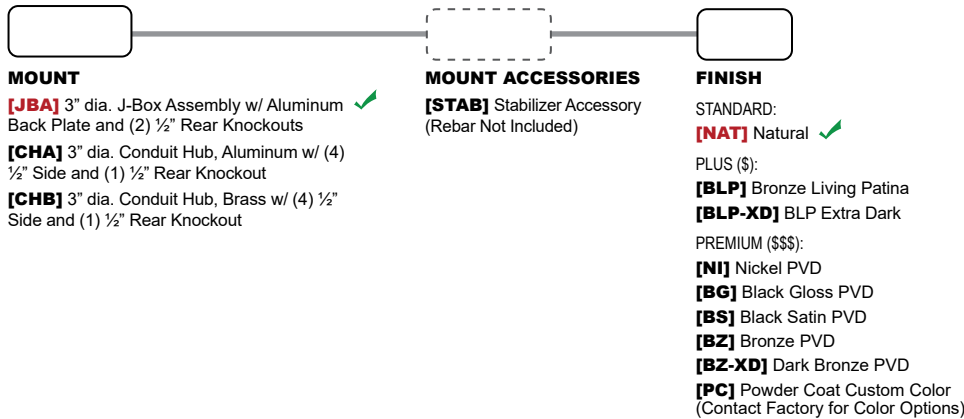 MOUNT
[JBA] 3” dia. J-Box Assembly w/ Aluminum
Back Plate and (2) ½” Rear Knockouts
[CHA] 3” dia. Conduit Hub, Aluminum w/ (4)
½” Side and (1) ½” Rear Knockout
[CHB] 3” dia. Conduit Hub, Brass w/ (4) ½”
Side and (1) ½” Rear Knockout
MOUNT ACCESSORIES
[STAB] Stabilizer Accessory
(Rebar Not Included)
FINISH
STANDARD:
[NAT] Natural
PLUS ($):
[BLP] Bronze Living Patina
[BLP-XD] BLP Extra Dark
PREMIUM ($$$):
[NI] Nickel PVD
[BG] Black Gloss PVD
[BS] Black Satin PVD
[BZ] Bronze PVD
[BZ-XD] Dark Bronze PVD
[PC] Powder Coat Custom Color
(Contact Factory for Color Options)